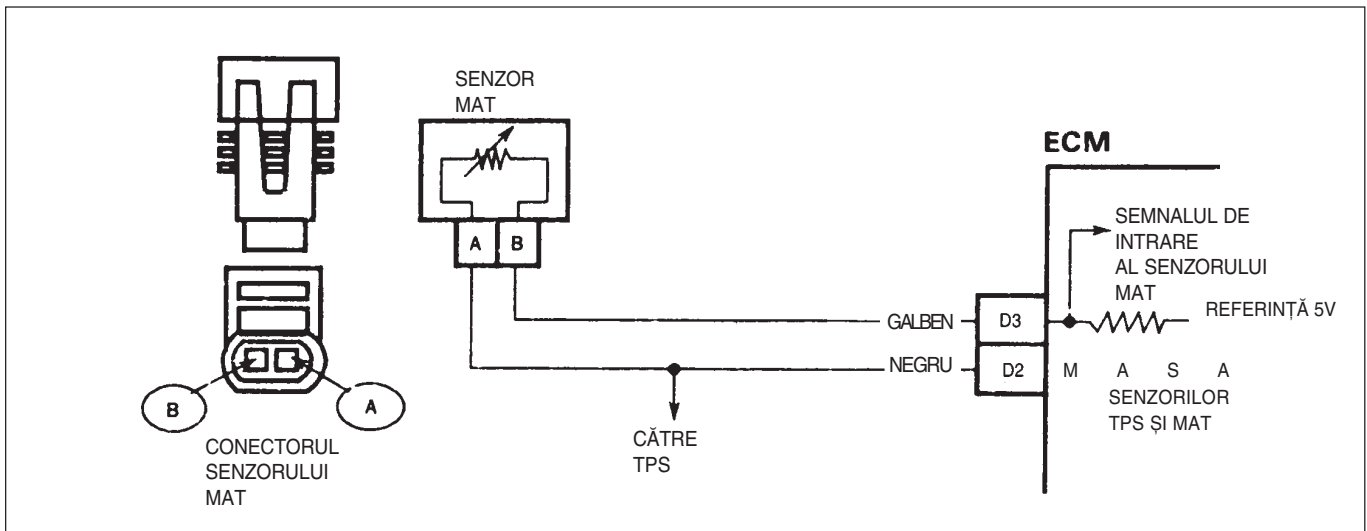 SENZOR
MAT
A B
B
A
CONECTORUL
SENZORULUI
MAT
GALBEN
NEGRU
CĂTRE
TPS
ECM
D3
D2
SEMNALUL DE
INTRARE
AL SENZORULUI
MAT
REFERINȚĂ 5V
M A S A
SENZORILOR
TPS ȘI MAT